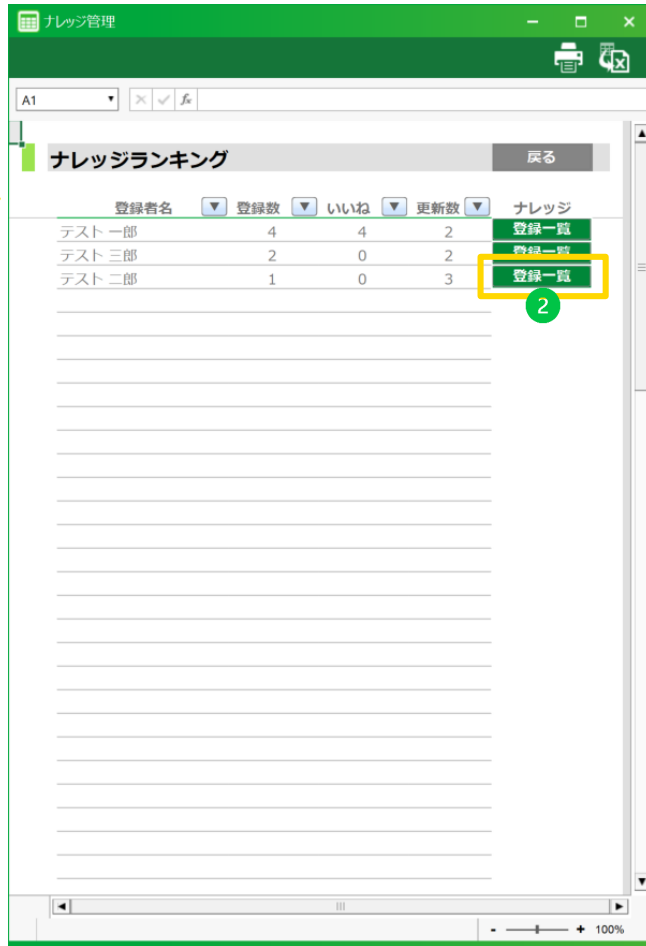 ナレッジ管理
A1
fx
ナレッジランキング 戻る
登録者名 ▼ 登録数 ▼ いいね ▼ 更新数 ▼ ナレッジ
テスト 一郎 4 4 2 登録一覧
テスト 三郎 2 0 2 登録一覧
テスト 二郎 1 0 3 登録一覧
2
- + 100%